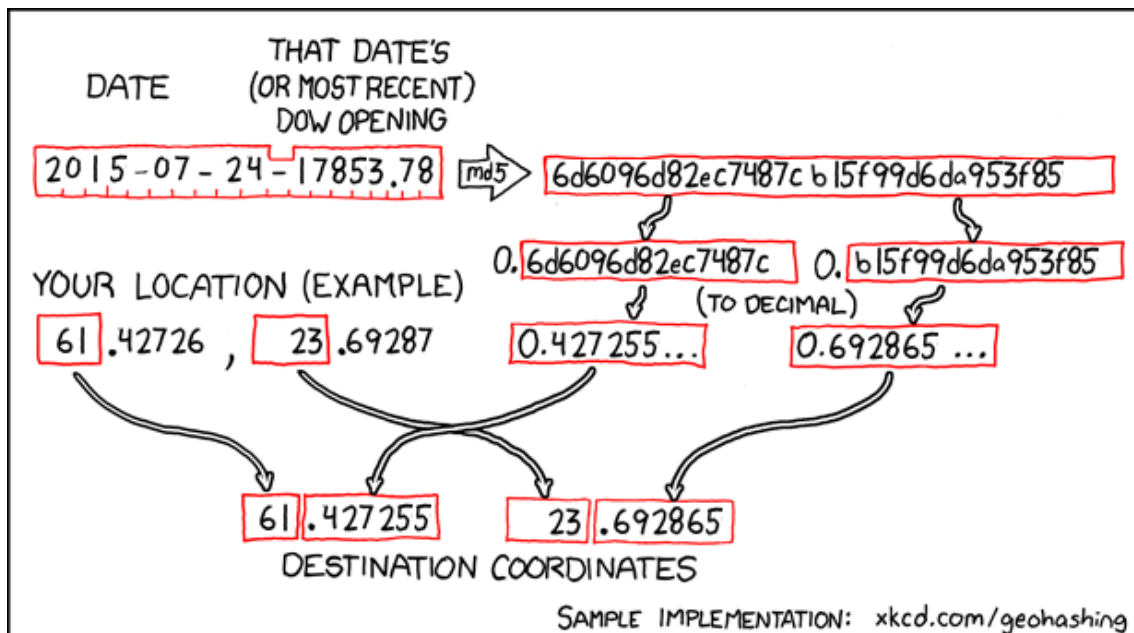 DATE
THAT DATE'S
(OR MOST RECENT)
DOW OPENING
2015-07-24-17853.78
md5
6d6096d82ec7487cb15f99d6da953f85
0.6d6096d82ec7487c
0.b15f99d6da953f85
(TO DECIMAL)
YOUR LOCATION (EXAMPLE)
61.42726, 23.69287
0.427255...
0.692865...
61.427255
23.692865
DESTINATION COORDINATES
SAMPLE IMPLEMENTATION: xkcd.com/geohashing